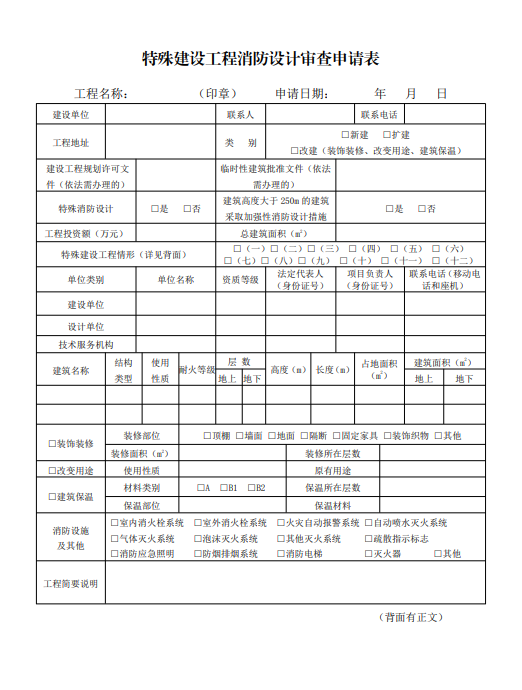 特殊建设工程消防设计审查申请表
工程名称： （印章） 申请日期： 年 月 日
建设单位 联系人 联系电话
工程地址 类 别 □新建 □扩建
□改建（装饰装修、改变用途、建筑保温）
建设工程规划许可文件（依法需办理的） 临时性建筑批准文件（依法需办理的）
特殊消防设计 □是 □否 建筑高度大于 250m 的建筑采取加强性消防设计措施 □是 □否
工程投资额（万元） 总建筑面积（㎡）
特殊建设工程情形（详见背面） □（一）□（二）□（三） □（四） □（五） □（六）
□（七）□（八）□（九） □（十） □（十一） □（十二）
单位类别 单位名称 资质等级 法定代表人（身份证号） 项目负责人（身份证号） 联系电话（移动电话和座机）
建设单位
设计单位
技术服务机构
建筑名称 结构类型 使用性质 耐火等级 层 数 高度（m） 长度（m） 占地面积（㎡） 建筑面积（㎡）
地上 地下 地上 地下
□装饰装修 装修部位 □顶棚 □墙面 □地面 □隔断 □固定家具 □装饰织物 □其他
装修面积（㎡） 装修所在层数
□改变用途 使用性质 原有用途
□建筑保温 材料类别 □A □B1 □B2 保温所在层数
保温部位 保温材料
消防设施及其他 □室内消火栓系统 □室外消火栓系统 □火灾自动报警系统 □自动喷水灭火系统
□气体灭火系统 □泡沫灭火系统 □其他灭火系统 □疏散指示标志
□消防应急照明 □防烟排烟系统 □消防电梯 □灭火器 □其他
工程简要说明
（背面有正文）